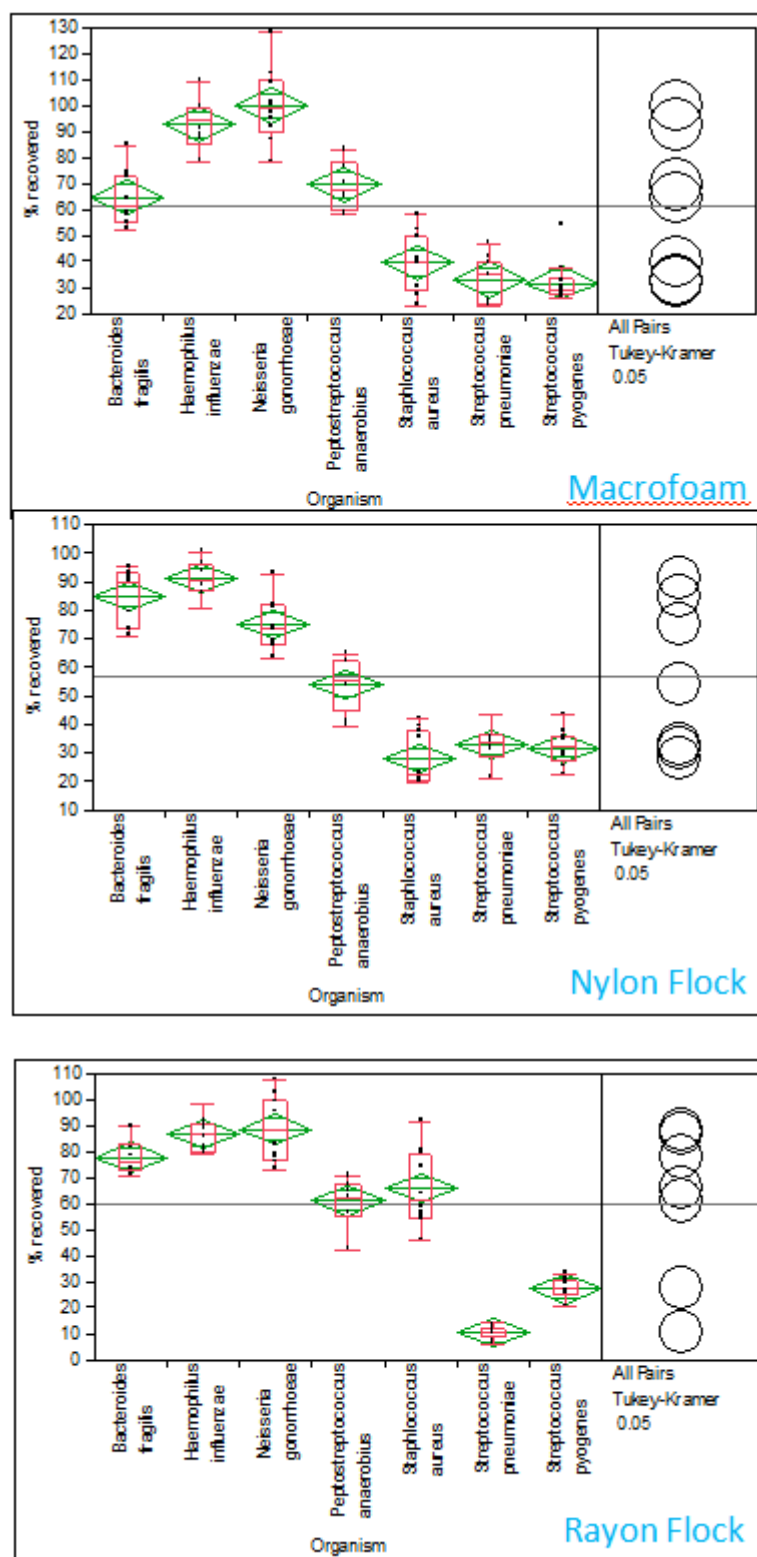 130
120
110
100
90
80
70
60
50
40
30
20
% recovered
Bacteroides
fragilis
Haemophilus
influenzae
Neisseria
gonorrhoeae
Peptostreptococcus
anaerobius
Staphlococcus
aureus
Streptococcus
pneumoniae
Streptococcus
pyogenes
Organism
All Pairs
Tukey-Kramer
0.05
Macrofoam
110
100
90
80
70
60
50
40
30
20
10
% recovered
Bacteroides
fragilis
Haemophilus
influenzae
Neisseria
gonorrhoeae
Peptostreptococcus
anaerobius
Staphlococcus
aureus
Streptococcus
pneumoniae
Streptococcus
pyogenes
Organism
All Pairs
Tukey-Kramer
0.05
Nylon Flock
110
100
90
80
70
60
50
40
30
20
10
0
% recovered
Bacteroides
fragilis
Haemophilus
influenzae
Neisseria
gonorrhoeae
Peptostreptococcus
anaerobius
Staphlococcus
aureus
Streptococcus
pneumoniae
Streptococcus
pyogenes
Organism
All Pairs
Tukey-Kramer
0.05
Rayon Flock